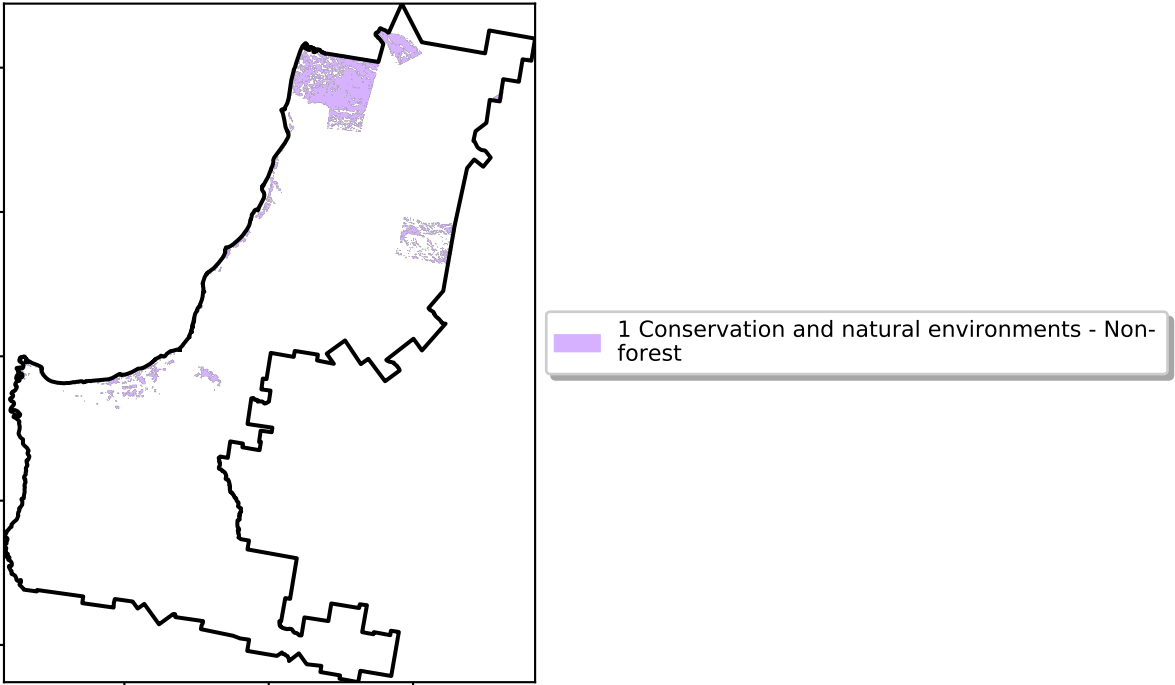 1 Conservation and natural environments - Non-
forest